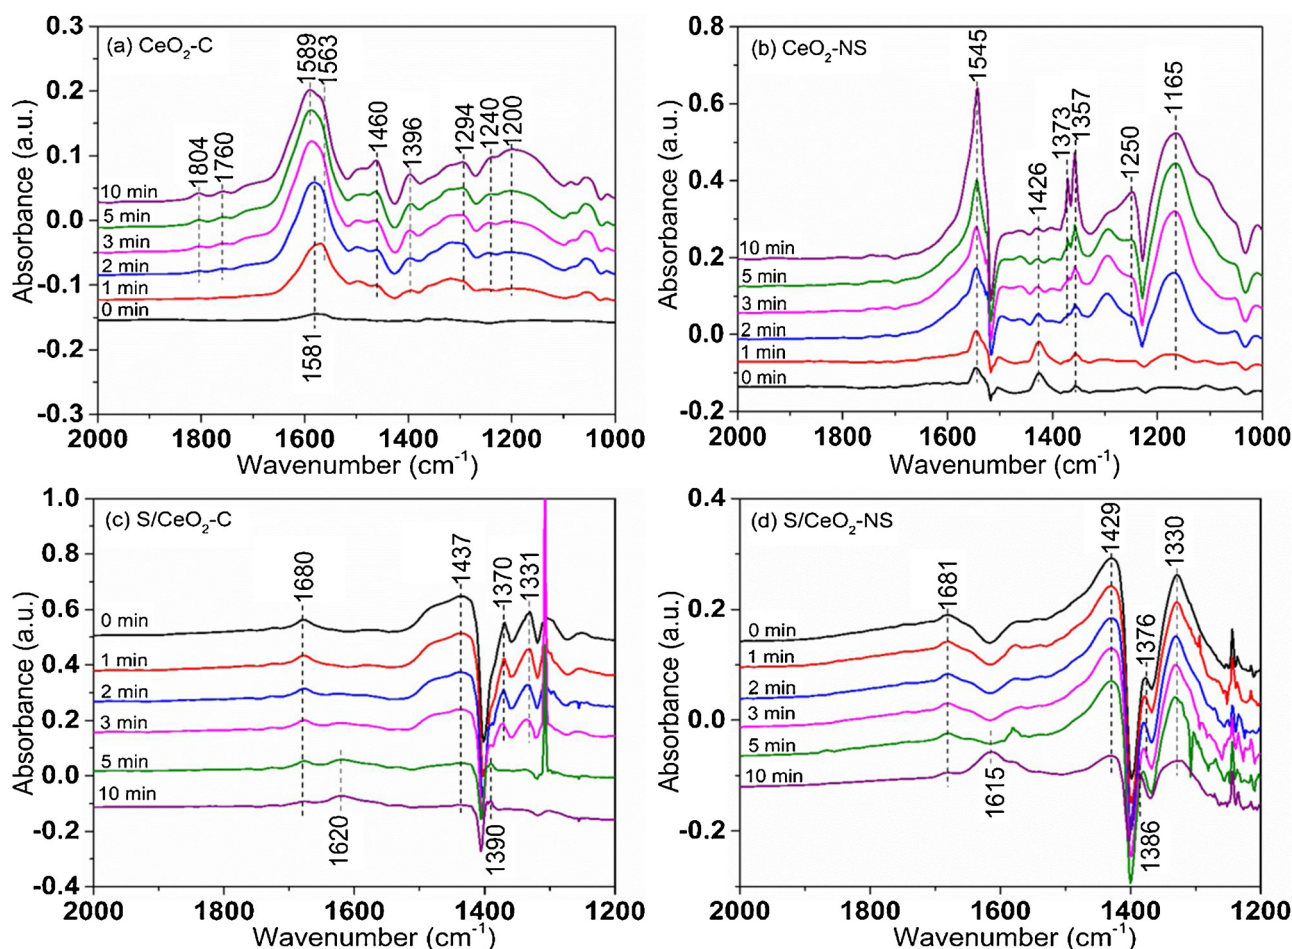 (a) CeO₂-C
1804
1760
1589
1563
1460
1396
1294
1240
1200
1581
10 min
5 min
3 min
2 min
1 min
0 min
0.3
0.2
0.1
0.0
-0.1
-0.2
-0.3
2000 1800 1600 1400 1200 1000
Absorbance (a.u.)
Wavenumber (cm⁻¹)
(b) CeO₂-NS
1545
1426
1373
1357
1250
1165
10 min
5 min
3 min
2 min
1 min
0 min
0.8
0.6
0.4
0.2
0.0
-0.2
2000 1800 1600 1400 1200 1000
Absorbance (a.u.)
Wavenumber (cm⁻¹)
(c) S/CeO₂-C
1680
1437
1370
1331
1620
1390
0 min
1 min
2 min
3 min
5 min
10 min
1.0
0.8
0.6
0.4
0.2
0.0
-0.2
-0.4
2000 1800 1600 1400 1200
Absorbance (a.u.)
Wavenumber (cm⁻¹)
(d) S/CeO₂-NS
1681
1429
1376
1330
1615
1386
0 min
1 min
2 min
3 min
5 min
10 min
0.4
0.2
0.0
-0.2
2000 1800 1600 1400 1200
Absorbance (a.u.)
Wavenumber (cm⁻¹)